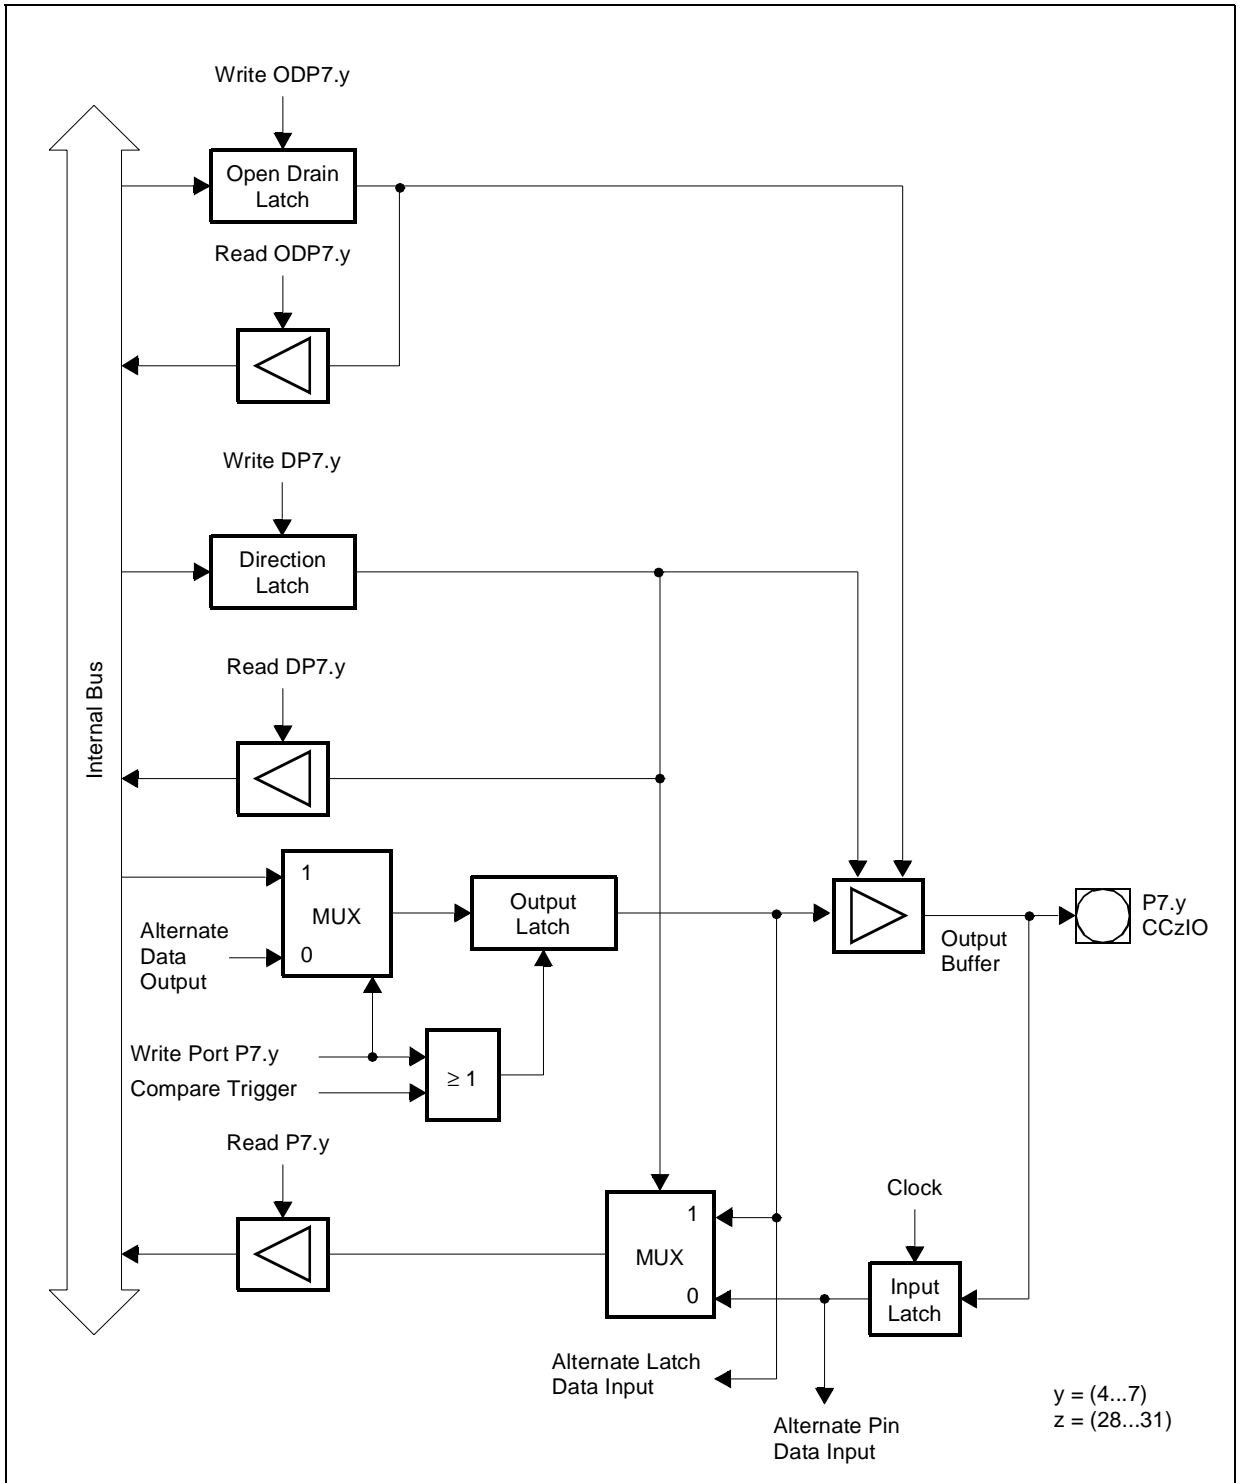 Write ODP7.y
Open Drain
Latch
Read ODP7.y
Write DP7.y
Direction
Latch
Read DP7.y
Internal Bus
1
MUX
0
Alternate
Data
Output
Output
Latch
Output
Buffer
P7.y
CCzIO
Write Port P7.y
Compare Trigger
≥ 1
Read P7.y
1
MUX
0
Clock
Input
Latch
Alternate Latch
Data Input
Alternate Pin
Data Input
y = (4...7)
z = (28...31)